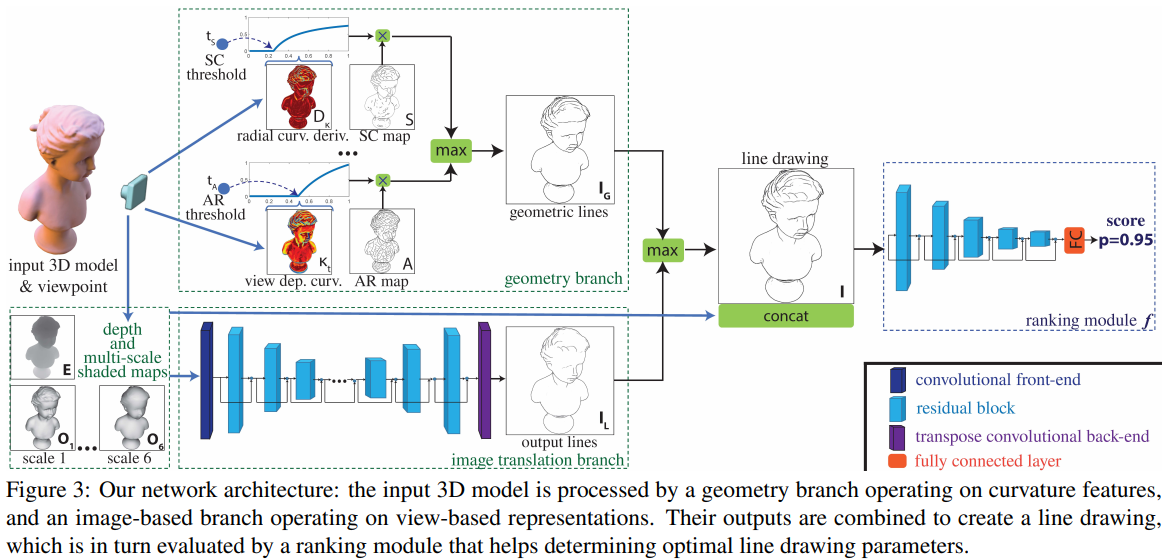 t_S
SC
threshold
0.5
0
0 0.2 0.4 0.6 0.8 1
D_K
S
radial curv. deriv. SC map
...
t_A
AR
threshold
0.5
0
0 0.2 0.4 0.6 0.8 1
K_t
A
view dep. curv. AR map
max
I_G
geometric lines
geometry branch
input 3D model
& viewpoint
depth
and
multi-scale
shaded maps
E
O_1
...
O_6
scale 1 scale 6
...
I_L
output lines
image translation branch
max
line drawing
I
concat
FC
score
p=0.95
ranking module f
convolutional front-end
residual block
transpose convolutional back-end
fully connected layer
Figure 3: Our network architecture: the input 3D model is processed by a geometry branch operating on curvature features,
and an image-based branch operating on view-based representations. Their outputs are combined to create a line drawing,
which is in turn evaluated by a ranking module that helps determining optimal line drawing parameters.